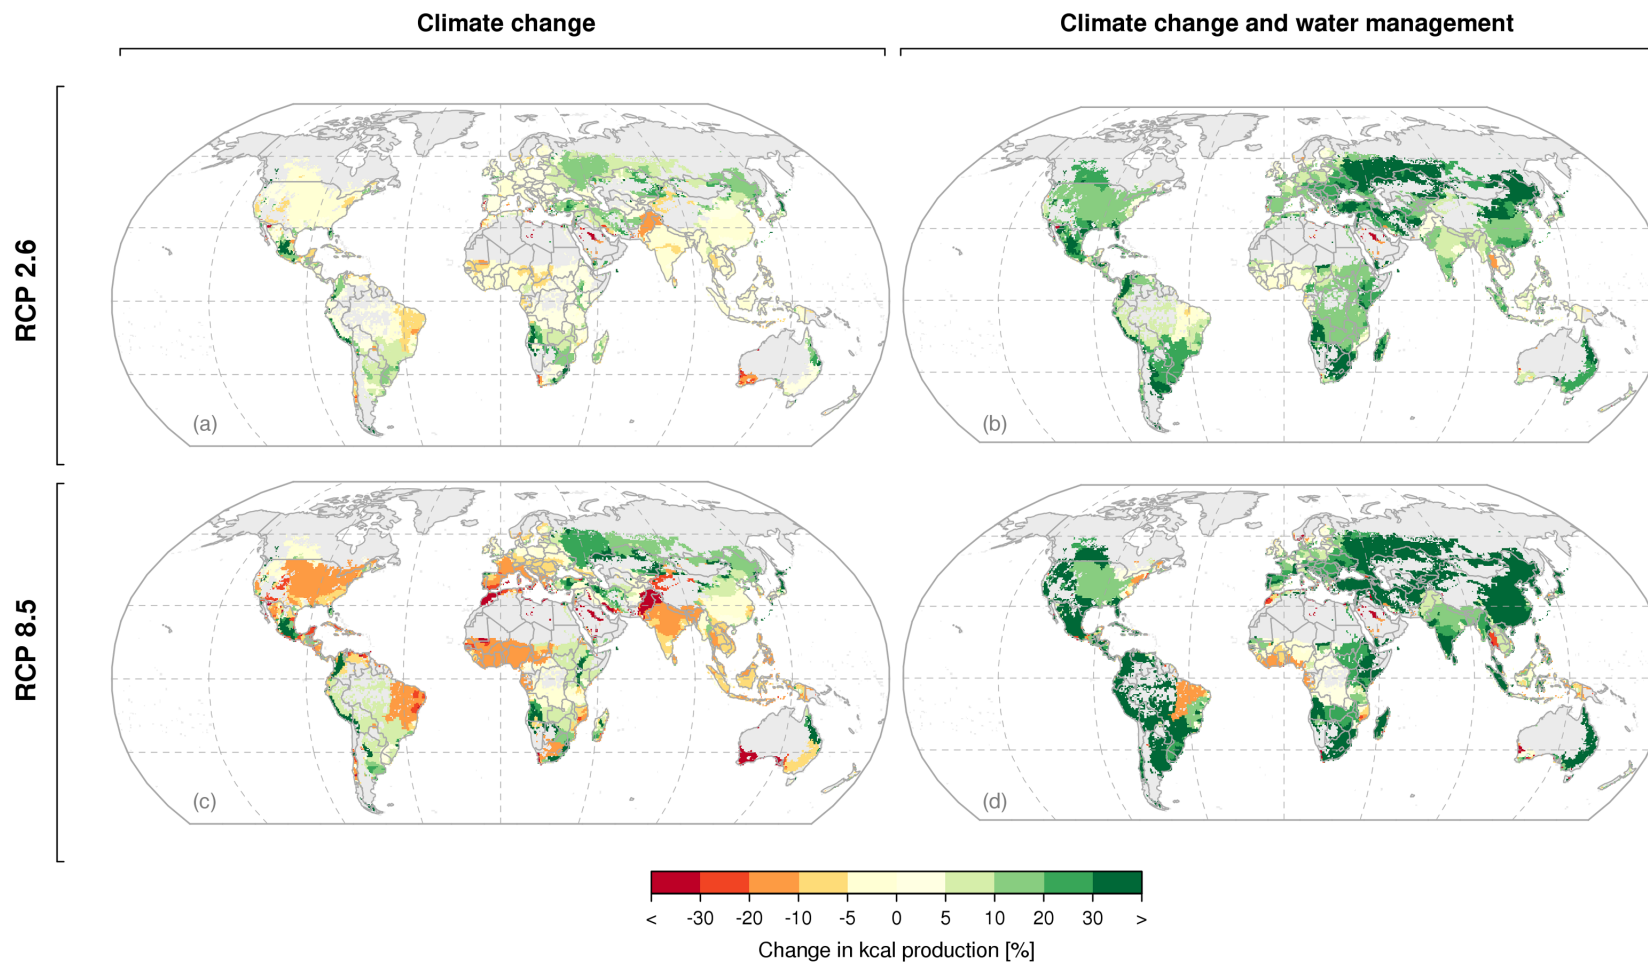 Climate change
Climate change and water management
RCP 2.6
(a)
(b)
RCP 8.5
(c)
(d)
< -30 -20 -10 -5 0 5 10 20 30 >
Change in kcal production [%]